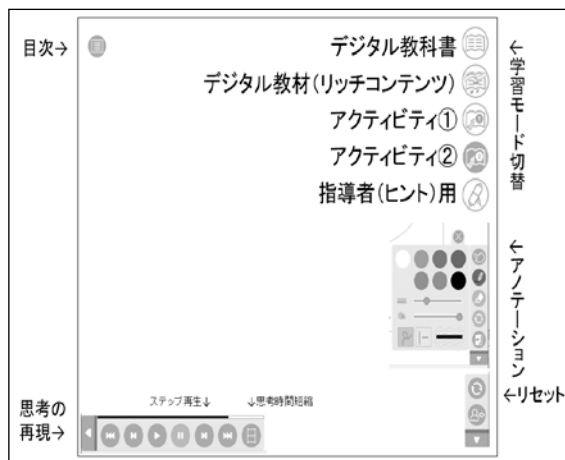 目次→
デジタル教科書
デジタル教材(リッチコンテンツ)
アクティビティ①
アクティビティ②
指導者(ヒント)用
←学習モード切替
←アノテーション
←リセット
ステップ再生↓
↓思考時間短縮
思考の
再現→